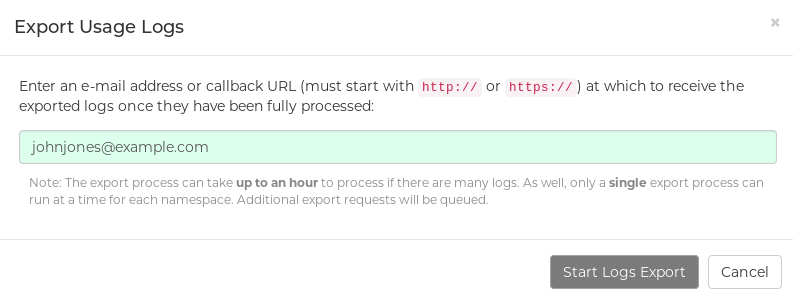 Export Usage Logs
×
Enter an e-mail address or callback URL (must start with http:// or https://) at which to receive the
exported logs once they have been fully processed:
johnjones@example.com
Note: The export process can take up to an hour to process if there are many logs. As well, only a single export process can
run at a time for each namespace. Additional export requests will be queued.
Start Logs Export
Cancel